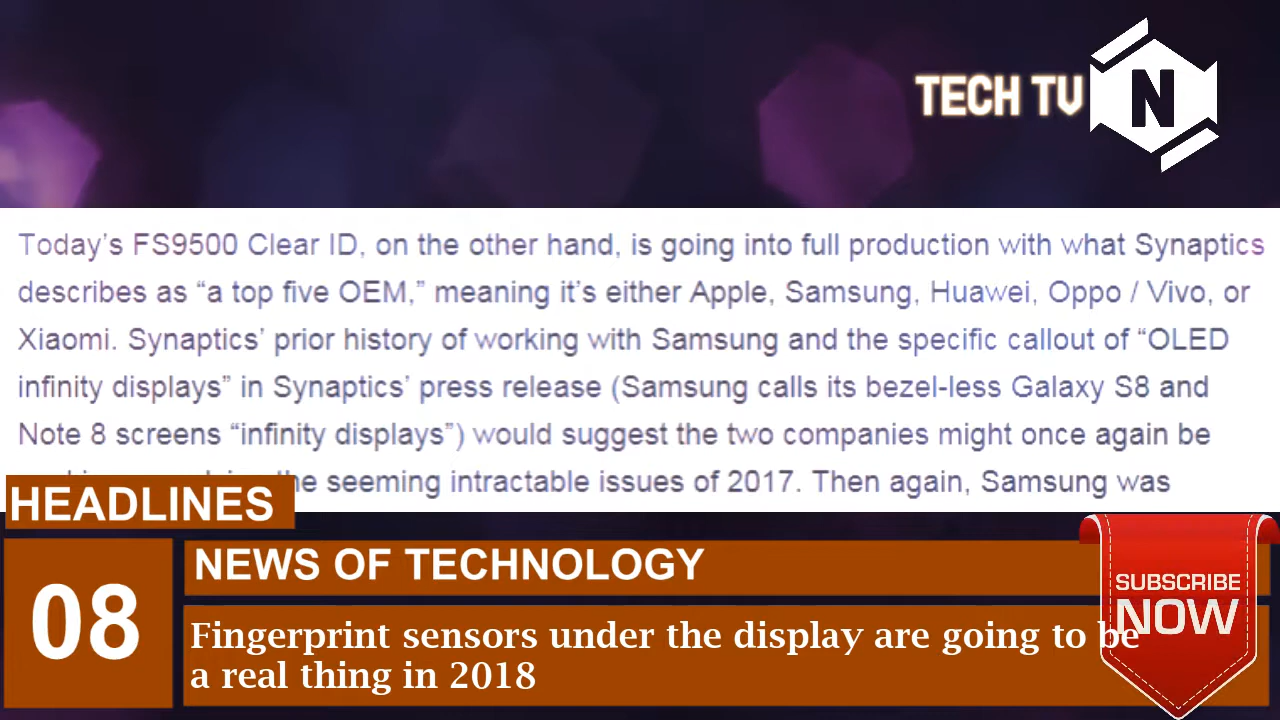 TECH TV N
Today's FS9500 Clear ID, on the other hand, is going into full production with what Synaptics
describes as “a top five OEM,” meaning it's either Apple, Samsung, Huawei, Oppo / Vivo, or
Xiaomi. Synaptics' prior history of working with Samsung and the specific callout of “OLED
infinity displays” in Synaptics' press release (Samsung calls its bezel-less Galaxy S8 and
Note 8 screens “infinity displays”) would suggest the two companies might once again be
seeming intractable issues of 2017. Then again, Samsung was
HEADLINES
08
NEWS OF TECHNOLOGY
Fingerprint sensors under the display are going to be
a real thing in 2018
SUBSCRIBE
NOW